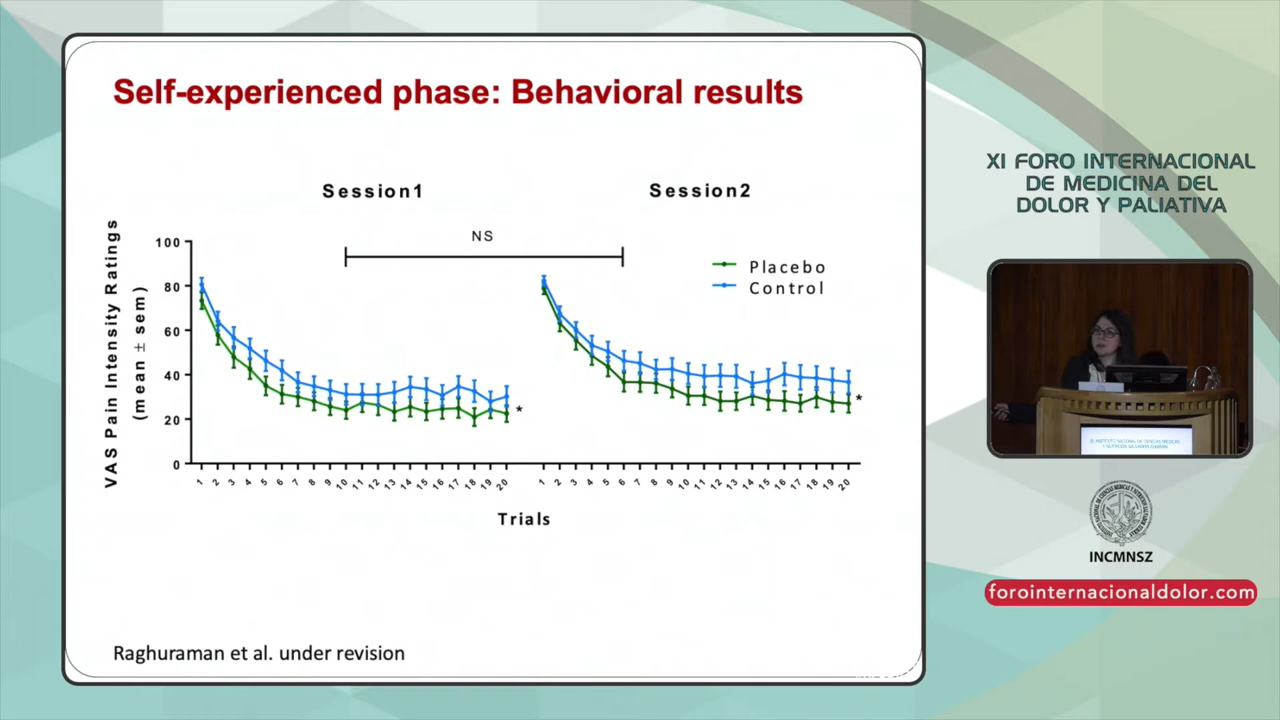 Self-experienced phase: Behavioral results
Session1
Session2
NS
VAS Pain Intensity Ratings
(mean ± sem)
100
80
60
40
20
0
Placebo
Control
*
*
1 2 3 4 5 6 7 8 9 10 11 12 13 14 15 16 17 18 19 20
1 2 3 4 5 6 7 8 9 10 11 12 13 14 15 16 17 18 19 20
Trials
Raghuraman et al. under revision
XI FORO INTERNACIONAL
DE MEDICINA DEL
DOLOR Y PALIATIVA
INCMNSZ
forointernacionaldolor.com